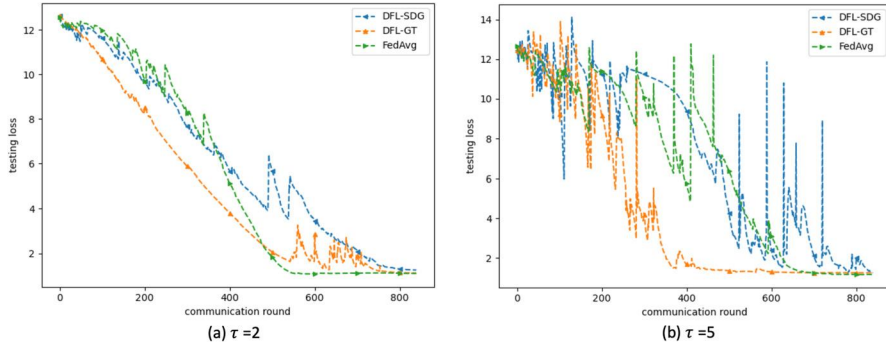 DFL-SDG
DFL-GT
FedAvg
12
10
8
6
4
2
testing loss
0
200
400
600
800
communication round
(a) τ =2
DFL-SDG
DFL-GT
FedAvg
14
12
10
8
6
4
2
testing loss
0
200
400
600
800
communication round
(b) τ =5